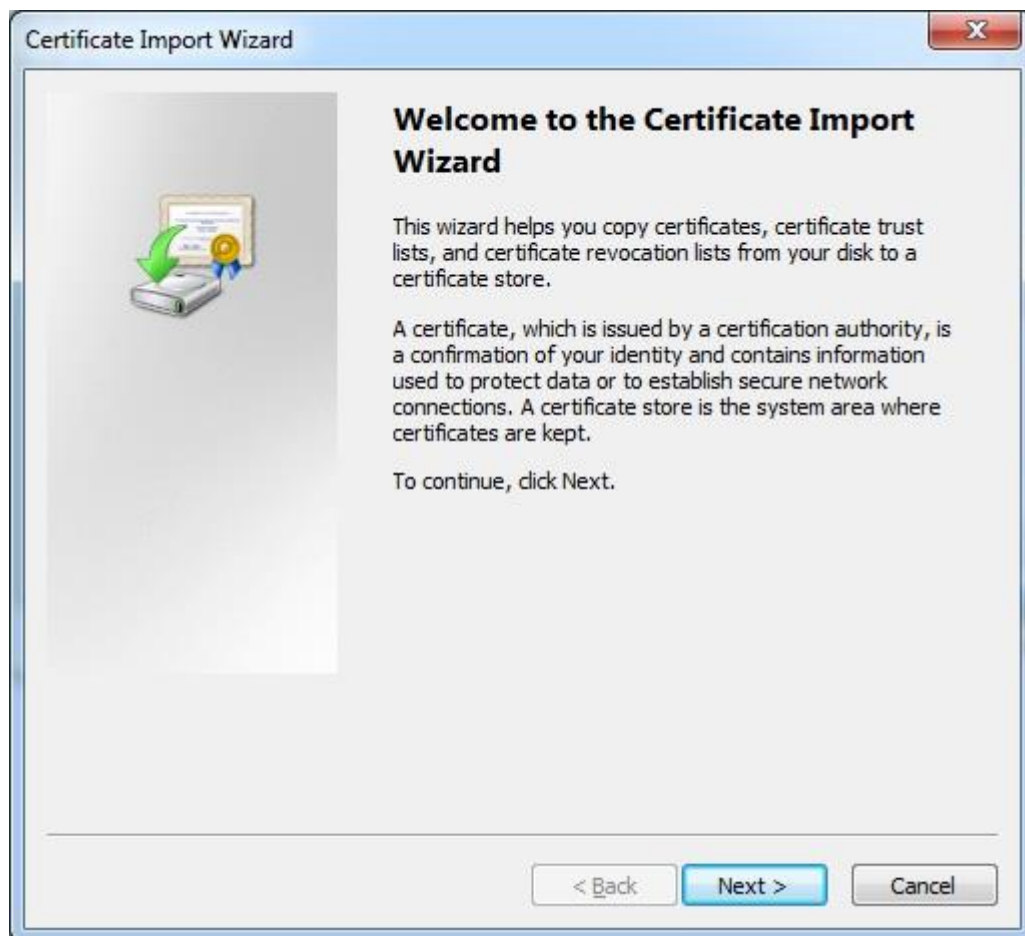 Certificate Import Wizard
Welcome to the Certificate Import
Wizard
This wizard helps you copy certificates, certificate trust
lists, and certificate revocation lists from your disk to a
certificate store.
A certificate, which is issued by a certification authority, is
a confirmation of your identity and contains information
used to protect data or to establish secure network
connections. A certificate store is the system area where
certificates are kept.
To continue, click Next.
< Back
Next >
Cancel